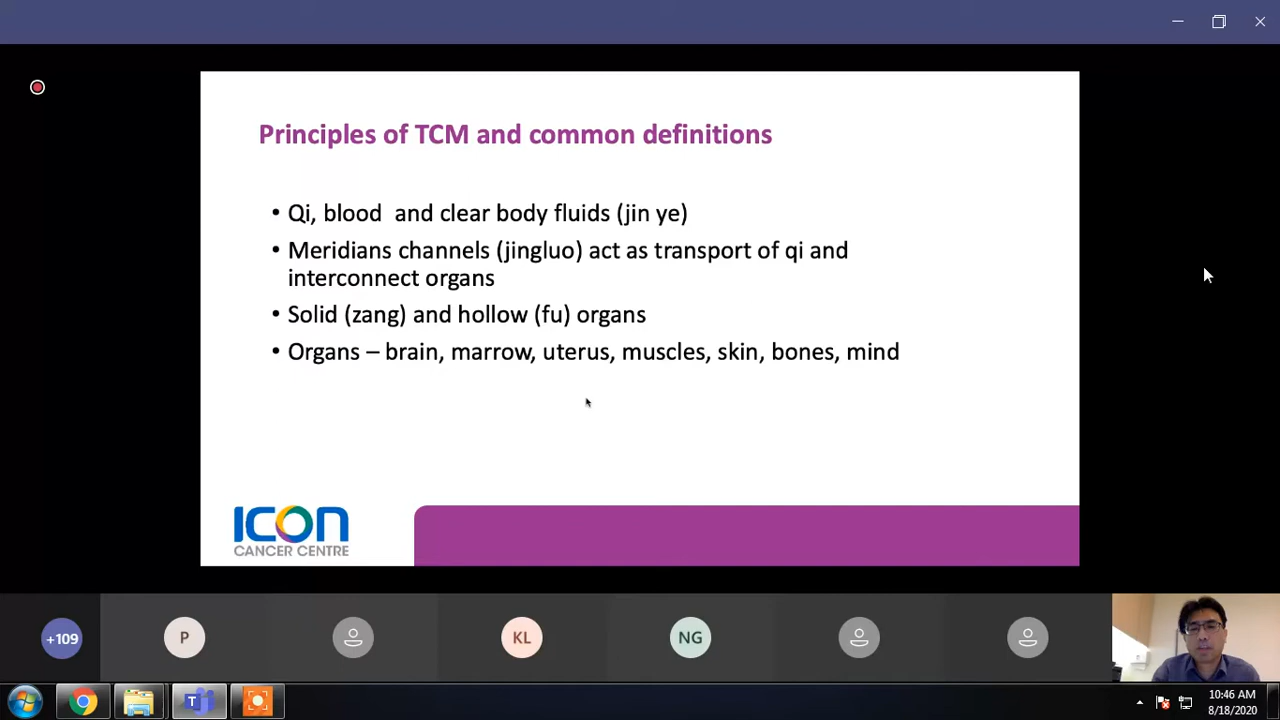 Principles of TCM and common definitions
• Qi, blood and clear body fluids (jin ye)
• Meridians channels (jingluo) act as transport of qi and
interconnect organs
• Solid (zang) and hollow (fu) organs
• Organs – brain, marrow, uterus, muscles, skin, bones, mind
ICON
CANCER CENTRE
+109
P
KL
NG
10:46 AM
8/18/2020